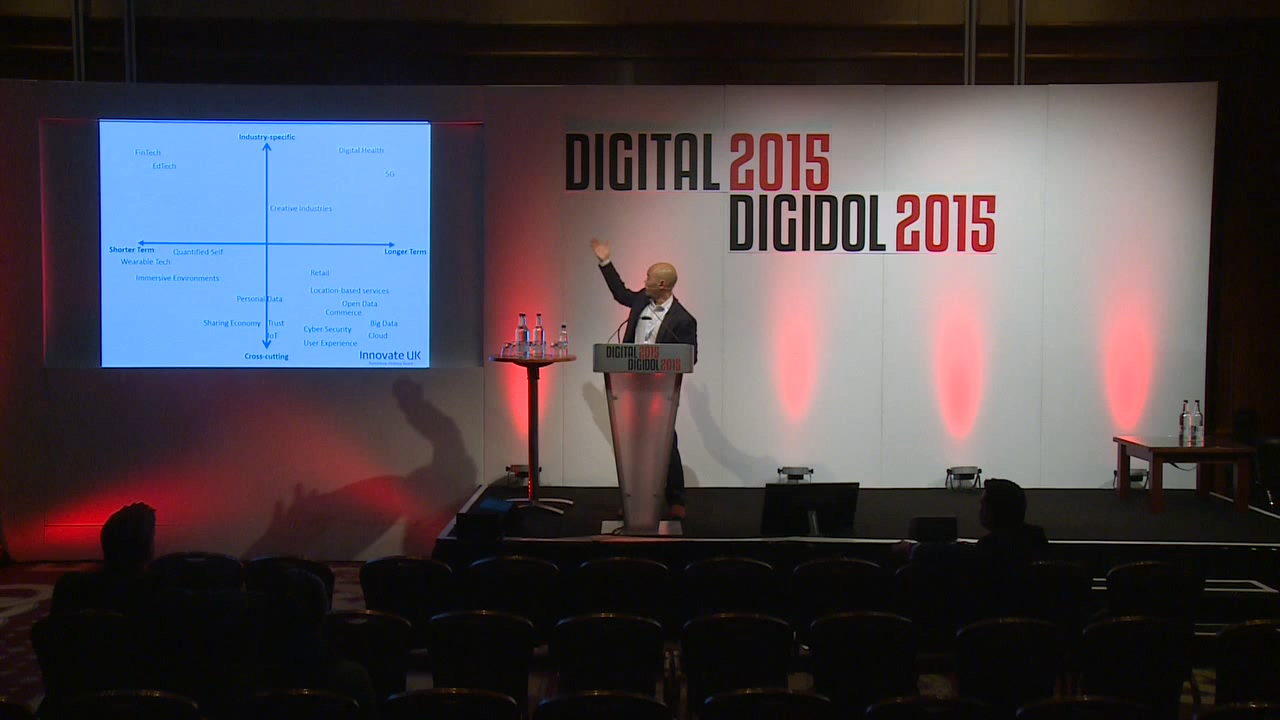 Industry-specific
FinTech
EdTech
Digital Health
5G
Creative Industries
Shorter Term
Longer Term
Quantified Self
Wearable Tech
Immersive Environments
Retail
Location-based services
Personal Data
Open Data
Commerce
Sharing Economy
Trust
IoT
Cyber Security
Big Data
Cloud
User Experience
Cross-cutting
Innovate UK
DIGITAL 2015
DIGIDOL 2015
DIGITAL 2015
DIGIDOL 2015